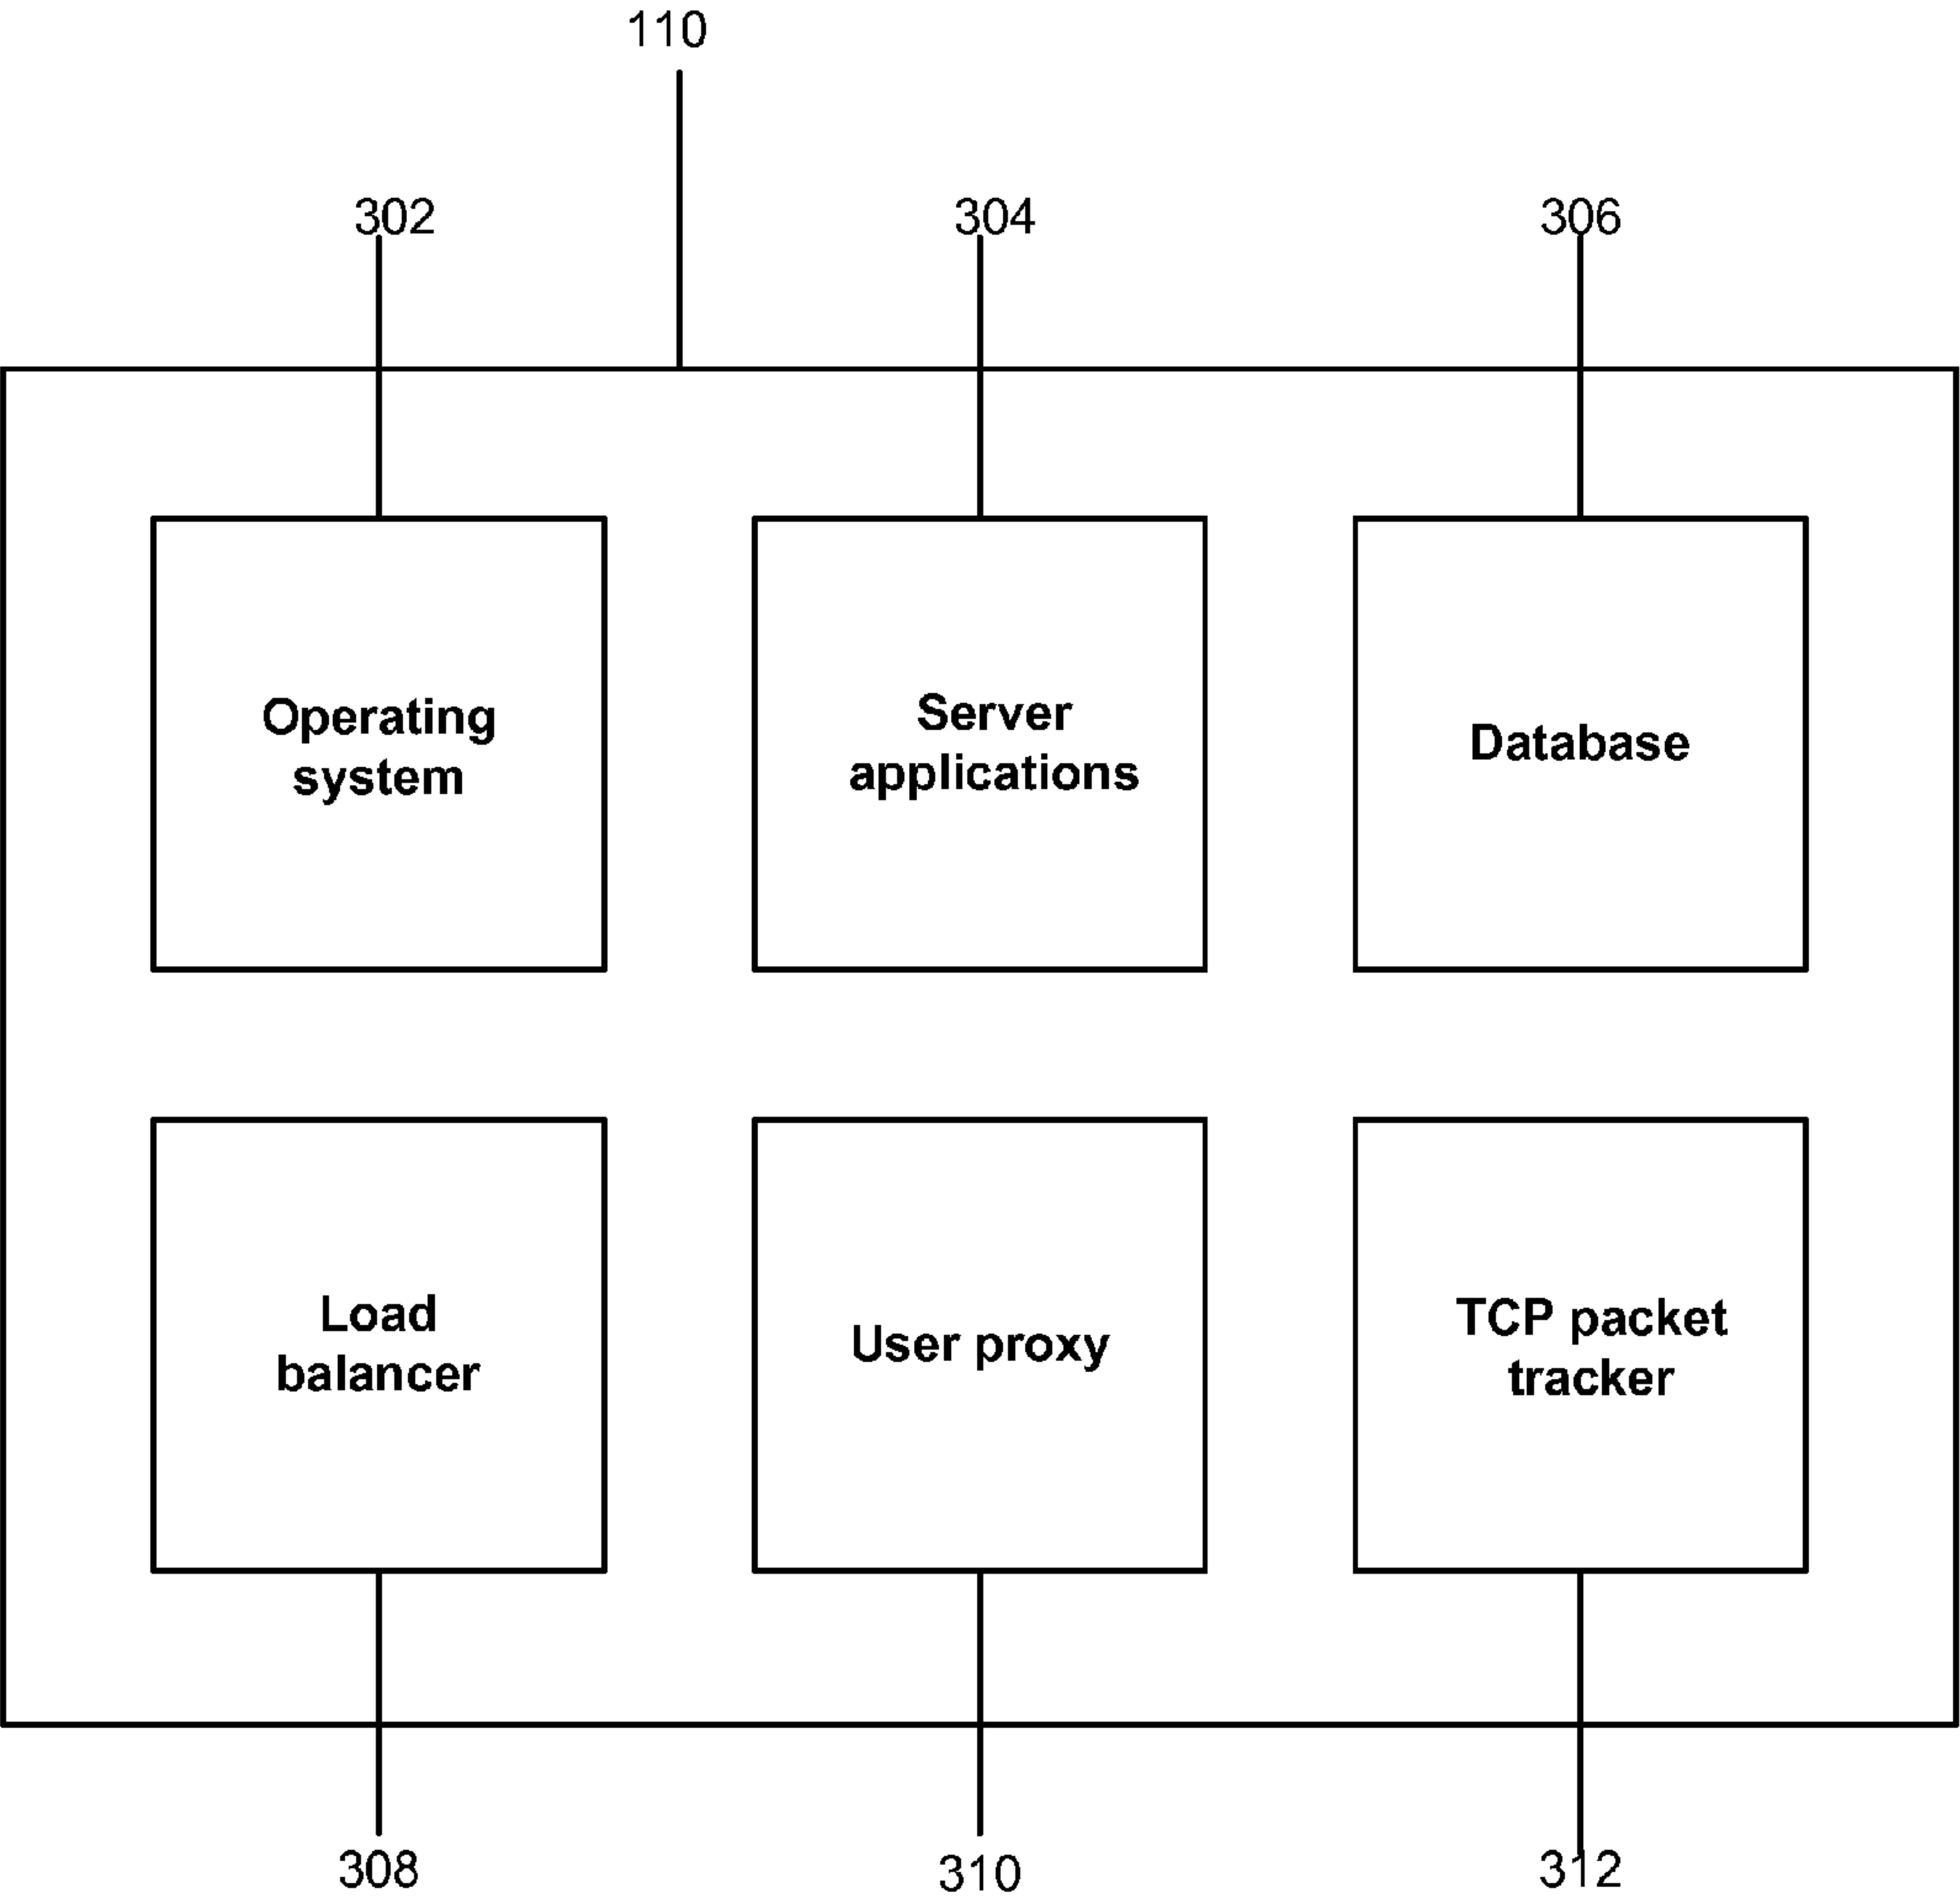 110
302
304
306
Operating
system
Server
applications
Database
Load
balancer
User proxy
TCP packet
tracker
308
310
312